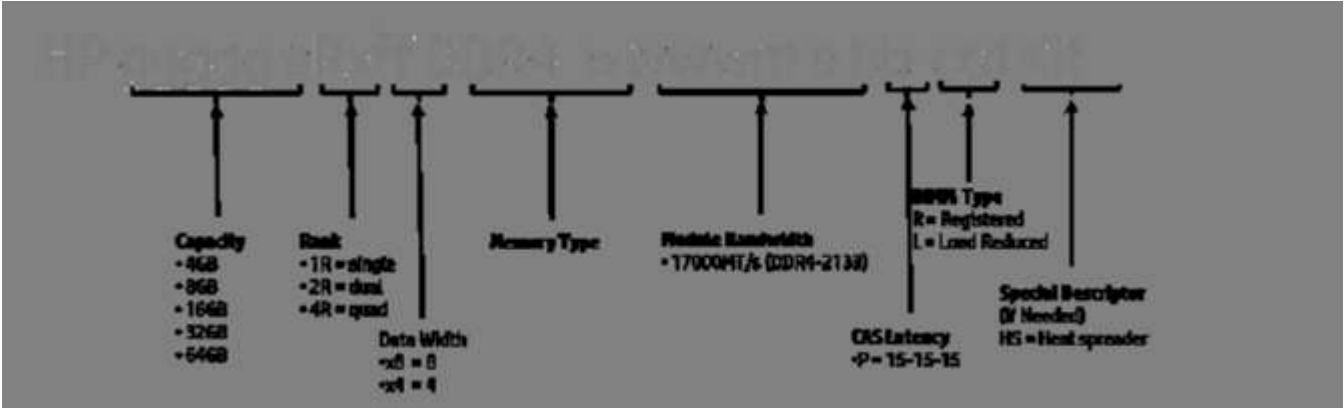 Capacity
• 4GB
• 8GB
• 16GB
• 32GB
• 64GB
Rank
• 1R = single
• 2R = dual
• 4R = quad
Data Width
• x8 = 8
• x4 = 4
Memory Type
Module Bandwidth
• 17000MT/s (DDR4-2133)
CAS Latency
• P = 15-15-15
DIMM Type
R = Registered
L = Load Reduced
Special Descriptor
(If Needed)
HS = Heat spreader